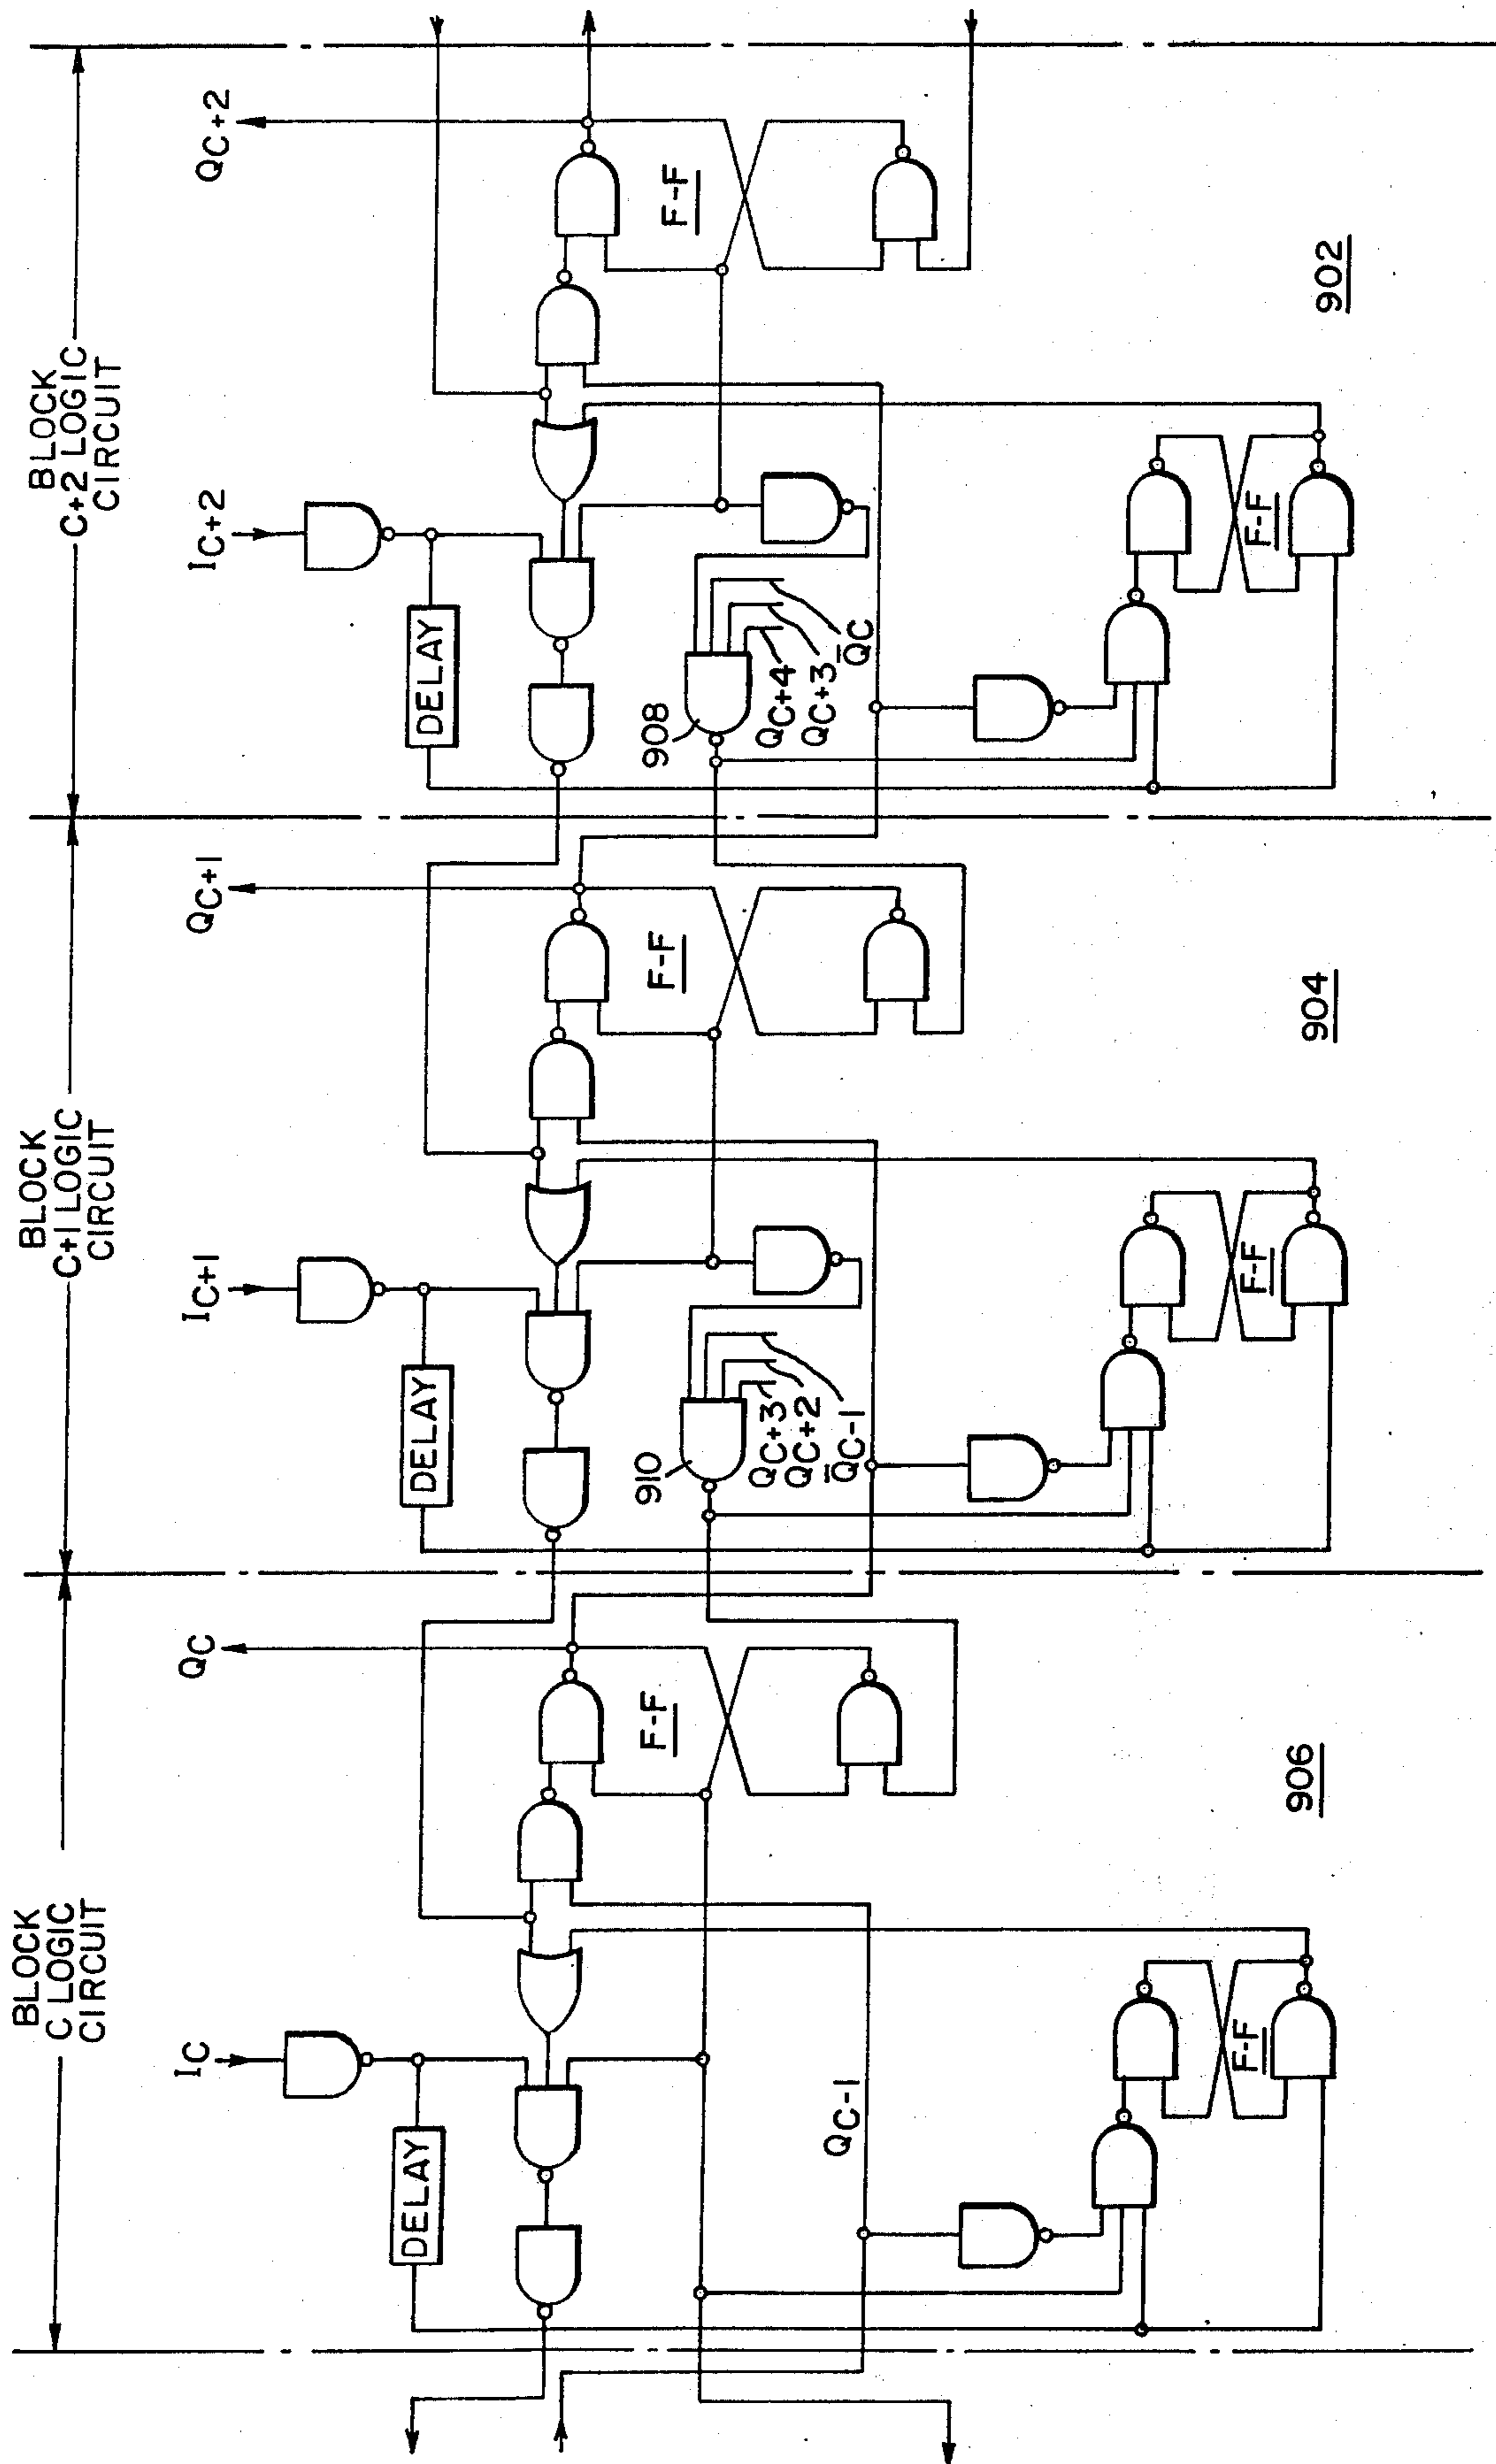 BLOCK
C+2 LOGIC
CIRCUIT
QC+2
IC+2
DELAY
F-F
908
QC+4
QC+3
Q̅C
F-F
902
BLOCK
C+1 LOGIC
CIRCUIT
QC+1
IC+1
DELAY
F-F
910
QC+3
QC+2
Q̅C-1
F-F
904
BLOCK
C LOGIC
CIRCUIT
QC
IC
DELAY
F-F
QC-1
F-F
906